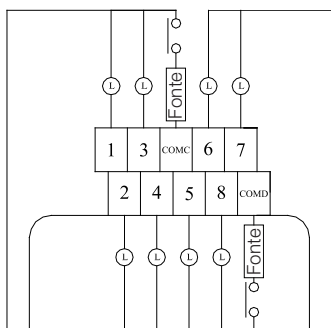 L L Fonte L L
1 3 COMC 6 7
2 4 5 8 COMD
L L L L Fonte